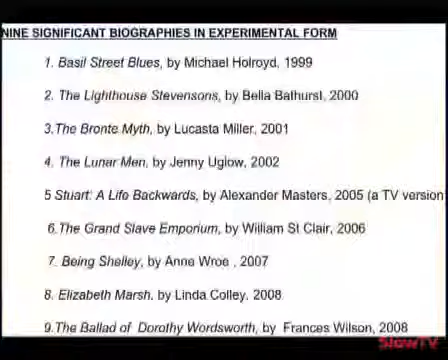 NINE SIGNIFICANT BIOGRAPHIES IN EXPERIMENTAL FORM
1. Basil Street Blues, by Michael Holroyd, 1999
2. The Lighthouse Stevensons, by Bella Bathurst, 2000
3.The Bronte Myth, by Lucasta Miller, 2001
4. The Lunar Men, by Jenny Uglow, 2002
5 Stuart: A Life Backwards, by Alexander Masters, 2005 (a TV version
6.The Grand Slave Emporium, by William St Clair, 2006
7. Being Shelley, by Anne Wroe , 2007
8. Elizabeth Marsh, by Linda Colley, 2008
9.The Ballad of Dorothy Wordsworth, by Frances Wilson, 2008
SlowTV